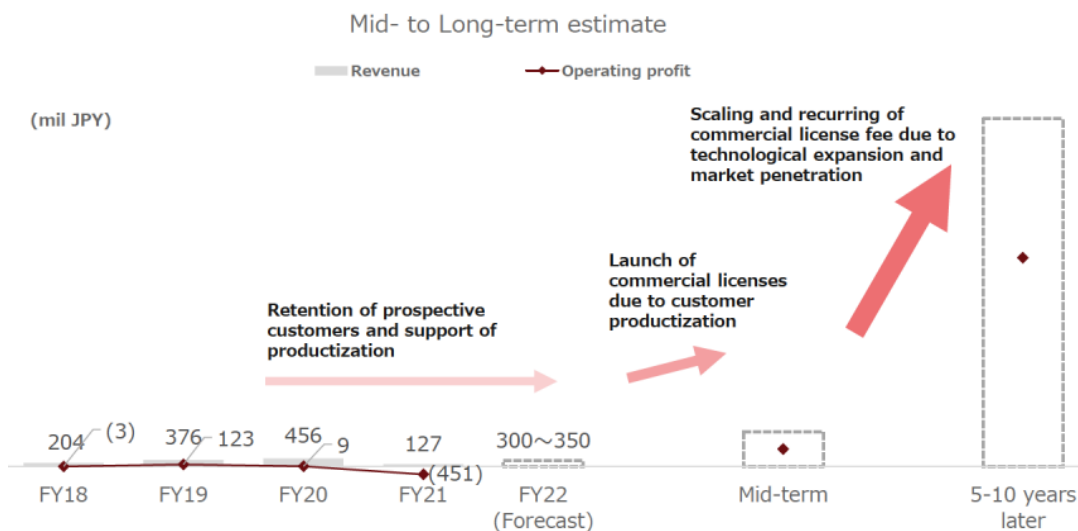 Mid- to Long-term estimate
Revenue
Operating profit
(mil JPY)
Scaling and recurring of
commercial license fee due to
technological expansion and
market penetration
Launch of
commercial licenses
due to customer
productization
Retention of prospective
customers and support of
productization
204
(3)
376
123
456
9
127
(451)
300～350
FY18
FY19
FY20
FY21
FY22
(Forecast)
Mid-term
5-10 years
later